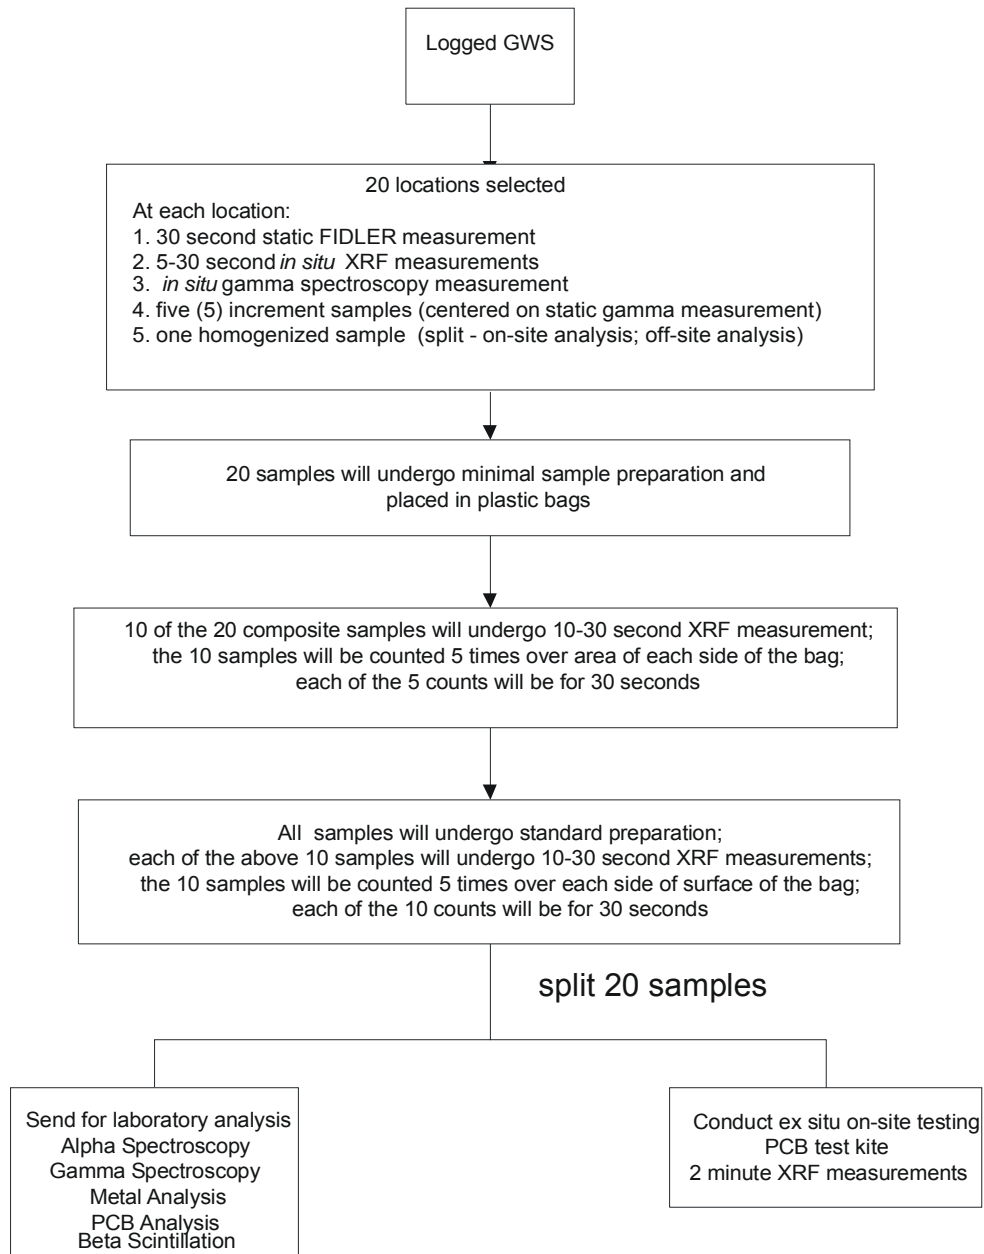 Logged GWS
20 locations selected
At each location:
1. 30 second static FIDLER measurement
2. 5-30 second in situ XRF measurements
3. in situ gamma spectroscopy measurement
4. five (5) increment samples (centered on static gamma measurement)
5. one homogenized sample (split - on-site analysis; off-site analysis)
20 samples will undergo minimal sample preparation and
placed in plastic bags
10 of the 20 composite samples will undergo 10-30 second XRF measurement;
the 10 samples will be counted 5 times over area of each side of the bag;
each of the 5 counts will be for 30 seconds
All samples will undergo standard preparation;
each of the above 10 samples will undergo 10-30 second XRF measurements;
the 10 samples will be counted 5 times over each side of surface of the bag;
each of the 10 counts will be for 30 seconds
split 20 samples
Send for laboratory analysis
Alpha Spectroscopy
Gamma Spectroscopy
Metal Analysis
PCB Analysis
Beta Scintillation
Conduct ex situ on-site testing
PCB test kite
2 minute XRF measurements